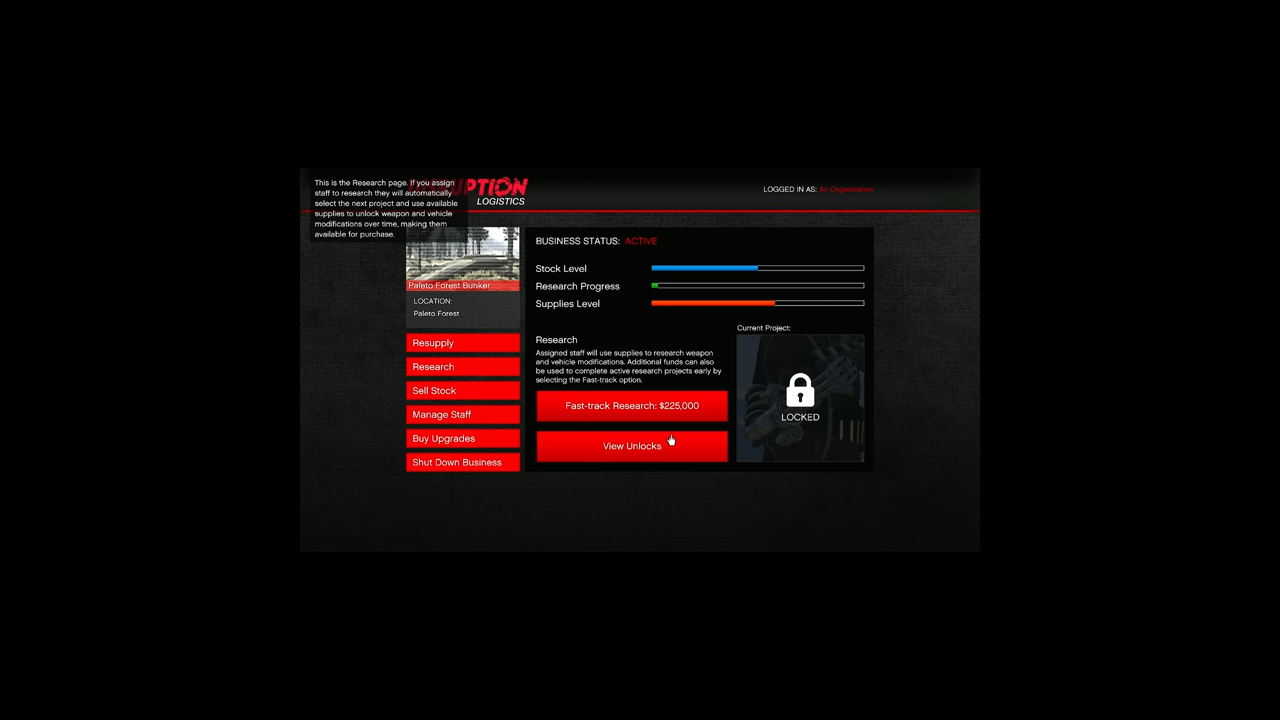 This is the Research page. If you assign
staff to research they will automatically
select the next project and use available
supplies to unlock weapon and vehicle
modifications over time, making them
available for purchase.
PTION
LOGISTICS
LOGGED IN AS: An Organisation
Paleto Forest Bunker
LOCATION:
Paleto Forest
Resupply
Research
Sell Stock
Manage Staff
Buy Upgrades
Shut Down Business
BUSINESS STATUS: ACTIVE
Stock Level
Research Progress
Supplies Level
Research
Assigned staff will use supplies to research weapon
and vehicle modifications. Additional funds can also
be used to complete active research projects early by
selecting the Fast-track option.
Fast-track Research: $225,000
View Unlocks
Current Project:
LOCKED